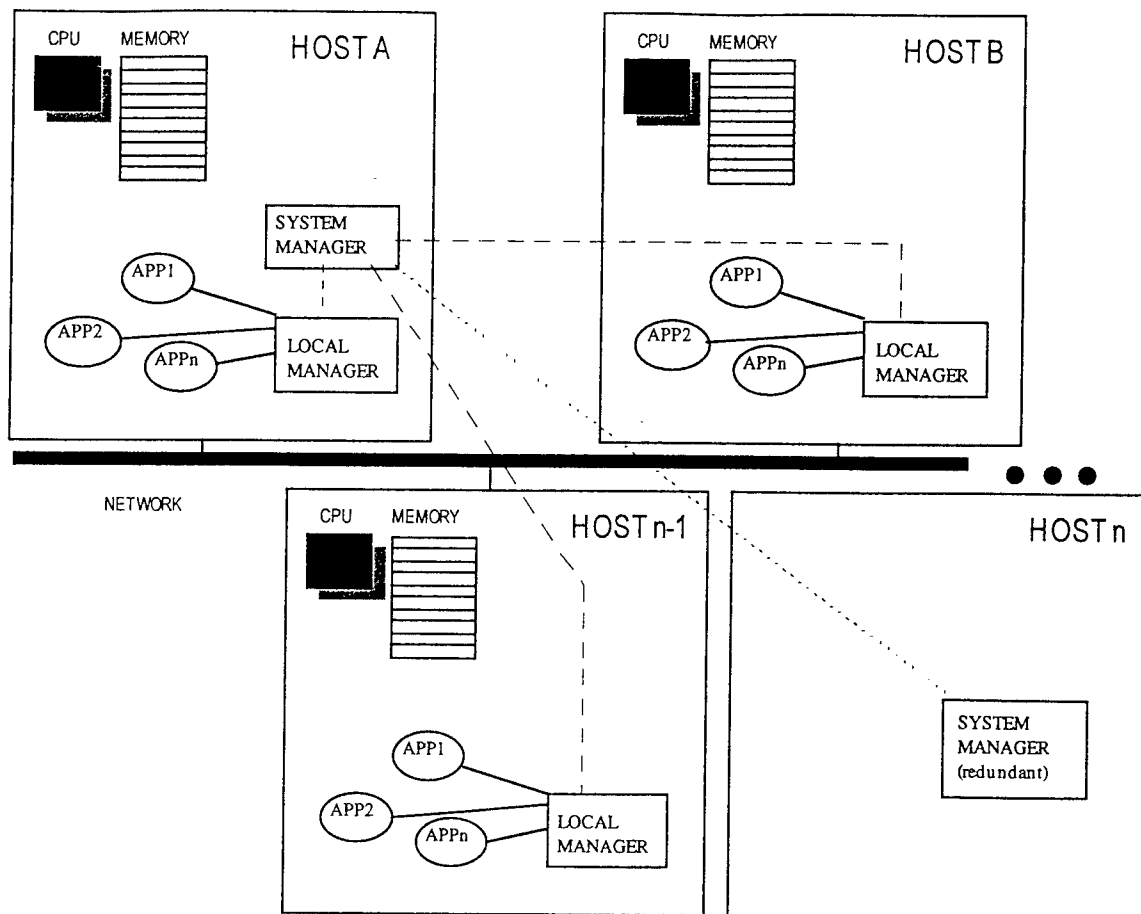 CPU MEMORY
HOST A
SYSTEM
MANAGER
APP1
APP2
APPn
LOCAL
MANAGER
CPU MEMORY
HOST B
APP1
APP2
APPn
LOCAL
MANAGER
NETWORK
CPU MEMORY
HOST n-1
APP1
APP2
APPn
LOCAL
MANAGER
HOST n
SYSTEM
MANAGER
(redundant)